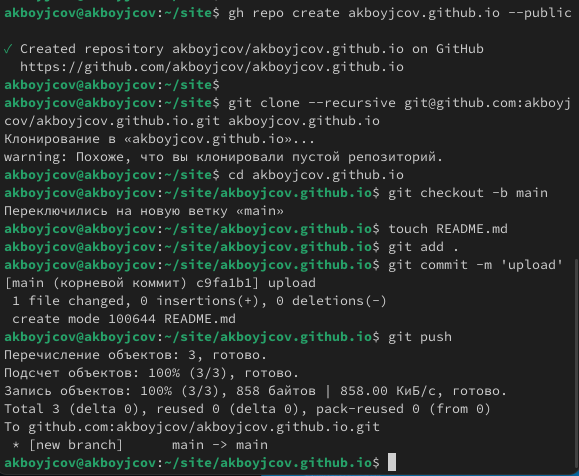 akboyjcov@akboyjcov:~/site$ gh repo create akboyjcov.github.io --public
✓ Created repository akboyjcov/akboyjcov.github.io on GitHub
https://github.com/akboyjcov/akboyjcov.github.io
akboyjcov@akboyjcov:~/site$
akboyjcov@akboyjcov:~/site$ git clone --recursive git@github.com:akboyj
cov/akboyjcov.github.io.git akboyjcov.github.io
Клонирование в «akboyjcov.github.io»...
warning: Похоже, что вы клонировали пустой репозиторий.
akboyjcov@akboyjcov:~/site$ cd akboyjcov.github.io
akboyjcov@akboyjcov:~/site/akboyjcov.github.io$ git checkout -b main
Переключились на новую ветку «main»
akboyjcov@akboyjcov:~/site/akboyjcov.github.io$ touch README.md
akboyjcov@akboyjcov:~/site/akboyjcov.github.io$ git add .
akboyjcov@akboyjcov:~/site/akboyjcov.github.io$ git commit -m 'upload'
[main (корневой коммит) c9fa1b1] upload
1 file changed, 0 insertions(+), 0 deletions(-)
create mode 100644 README.md
akboyjcov@akboyjcov:~/site/akboyjcov.github.io$ git push
Перечисление объектов: 3, готово.
Подсчет объектов: 100% (3/3), готово.
Запись объектов: 100% (3/3), 858 байтов | 858.00 КиБ/с, готово.
Total 3 (delta 0), reused 0 (delta 0), pack-reused 0 (from 0)
To github.com:akboyjcov/akboyjcov.github.io.git
* [new branch] main -> main
akboyjcov@akboyjcov:~/site/akboyjcov.github.io$